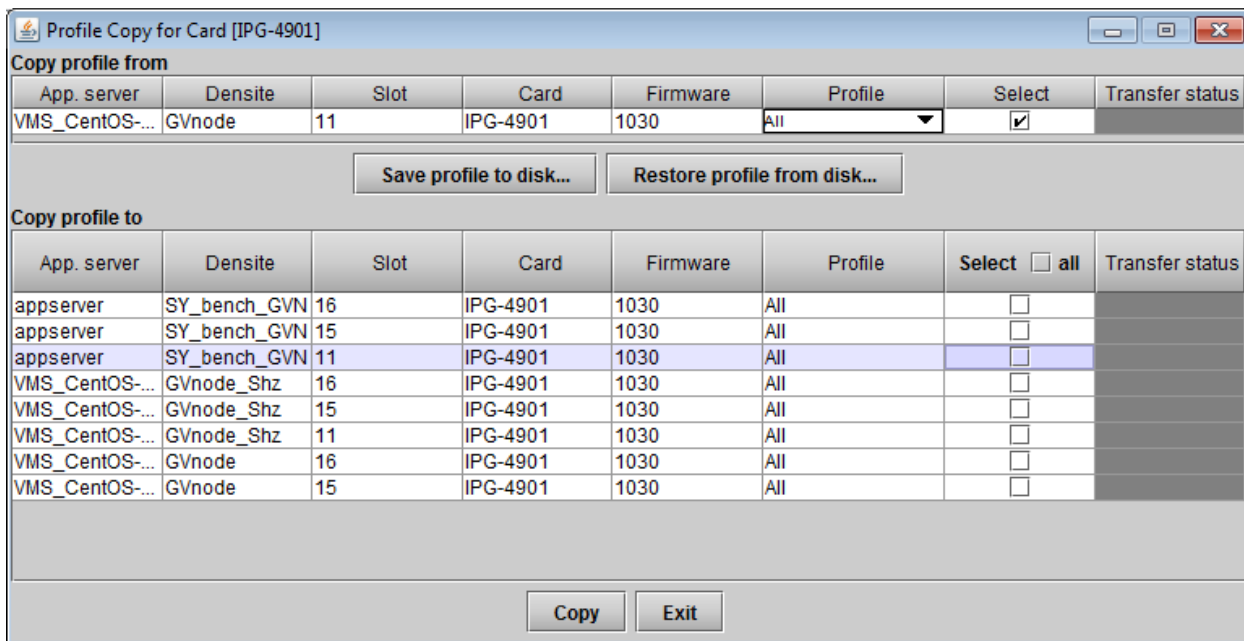 Profile Copy for Card [IPG-4901]
Copy profile from
App. server Densite Slot Card Firmware Profile Select Transfer status
VMS_CentOS-... GVnode 11 IPG-4901 1030 All
Save profile to disk... Restore profile from disk...
Copy profile to
App. server Densite Slot Card Firmware Profile Select all Transfer status
appserver SY_bench_GVN 16 IPG-4901 1030 All
appserver SY_bench_GVN 15 IPG-4901 1030 All
appserver SY_bench_GVN 11 IPG-4901 1030 All
VMS_CentOS-... GVnode_Shz 16 IPG-4901 1030 All
VMS_CentOS-... GVnode_Shz 15 IPG-4901 1030 All
VMS_CentOS-... GVnode_Shz 11 IPG-4901 1030 All
VMS_CentOS-... GVnode 16 IPG-4901 1030 All
VMS_CentOS-... GVnode 15 IPG-4901 1030 All
Copy Exit